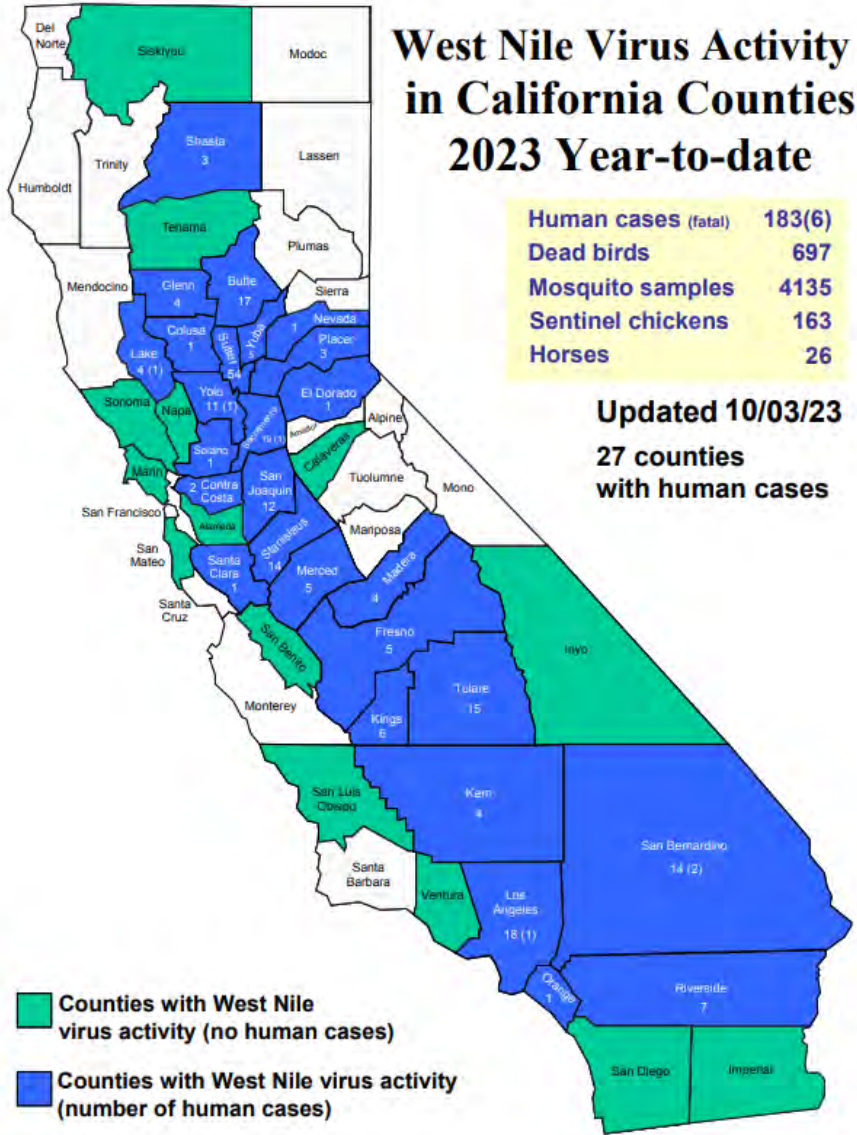 West Nile Virus Activity
in California Counties
2023 Year-to-date
Human cases (fatal) 183(6)
Dead birds 697
Mosquito samples 4135
Sentinel chickens 163
Horses 26
Updated 10/03/23
27 counties
with human cases
Del
Norte
Siskiyou
Modoc
Shasta
3
Trinity
Lassen
Humboldt
Tehama
Plumas
Mendocino
Glenn
4
Butte
17
Sierra
Colusa
1
Sutter
54
Yuba
5
1 Nevada
Placer
3
Lake
4 (1)
Yolo
11 (1)
El Dorado
1
Sonoma
Napa
Sacramento
19 (1)
Amador
Alpine
Solano
1
Calaveras
Marin
2 Contra
Costa
San
Joaquin
12
Tuolumne
Mono
San Francisco
Alameda
Stanislaus
14
Mariposa
San
Mateo
Santa
Clara
1
Merced
5
Madera
4
Santa
Cruz
San Benito
Fresno
5
Inyo
Monterey
Kings
6
Tulare
15
San Luis
Obispo
Kern
4
San Bernardino
14 (2)
Santa
Barbara
Ventura
Los
Angeles
18 (1)
Orange
1
Riverside
7
San Diego
Imperial
Counties with West Nile
virus activity (no human cases)
Counties with West Nile virus activity
(number of human cases)